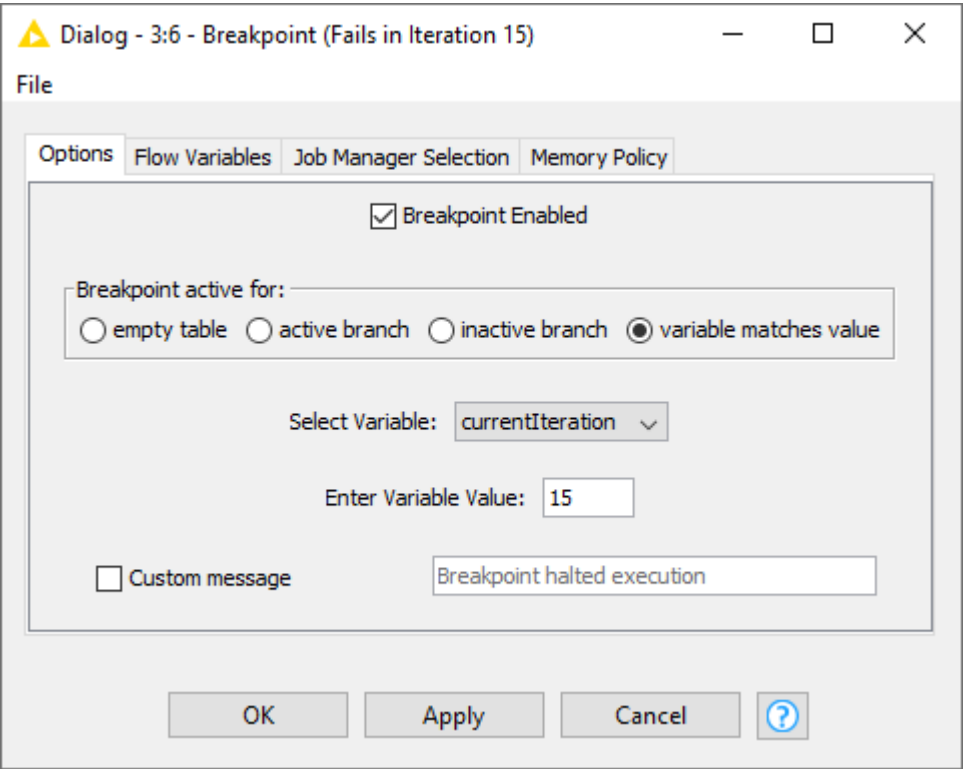 Dialog - 3:6 - Breakpoint (Fails in Iteration 15)
File
Options Flow Variables Job Manager Selection Memory Policy
Breakpoint Enabled
Breakpoint active for:
empty table active branch inactive branch variable matches value
Select Variable: currentIteration
Enter Variable Value: 15
Custom message Breakpoint halted execution
OK Apply Cancel ?